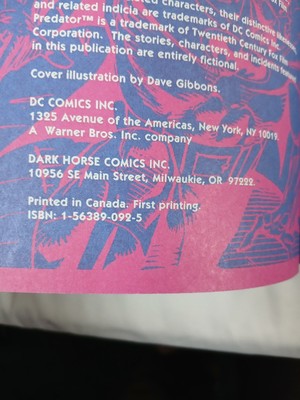 characters, their distinctive
and related indicia are trademarks of DC Comics Inc.
Predator™ is a trademark of Twentieth Century Fox Film
Corporation. The stories, characters, and incidents
in this publication are entirely fictional.
Cover illustration by Dave Gibbons.
DC COMICS INC.
1325 Avenue of the Americas, New York, NY 10019.
A Warner Bros. Inc. company
DARK HORSE COMICS INC.
10956 SE Main Street, Milwaukie, OR 97222.
Printed in Canada. First printing.
ISBN: 1-56389-092-5